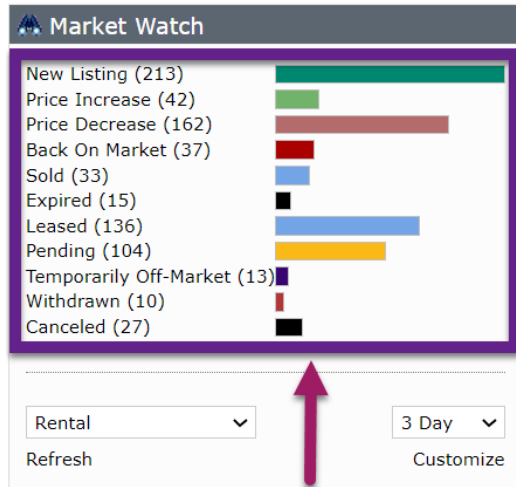 Market Watch
New Listing (213)
Price Increase (42)
Price Decrease (162)
Back On Market (37)
Sold (33)
Expired (15)
Leased (136)
Pending (104)
Temporarily Off-Market (13)
Withdrawn (10)
Canceled (27)
Rental 3 Day
Refresh Customize